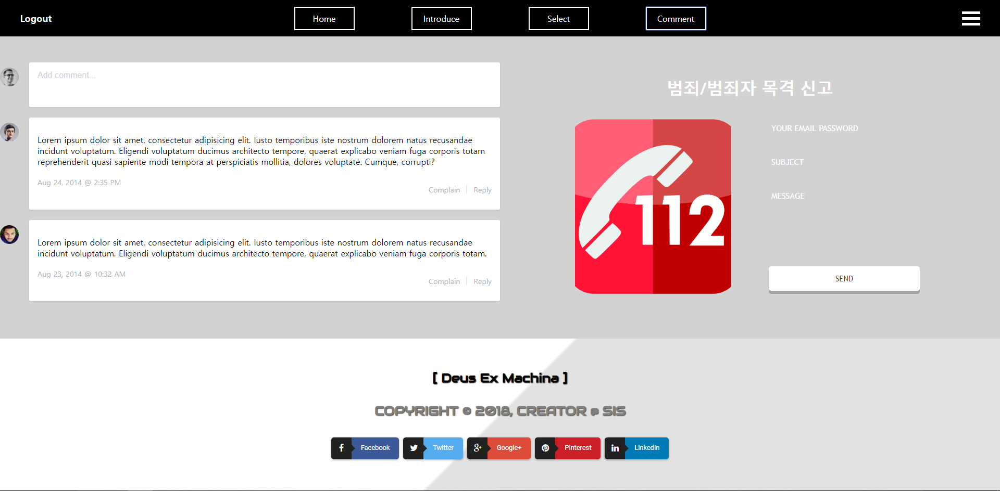 Logout
Home
Introduce
Select
Comment
Add comment...
Lorem ipsum dolor sit amet, consectetur adipisicing elit. Iusto temporibus iste nostrum dolorem natus recusandae
incidunt voluptatum. Eligendi voluptatum ducimus architecto tempore, quaerat explicabo veniam fuga corporis totam
reprehenderit quasi sapiente modi tempora at perspiciatis mollitia, dolores voluptate. Cumque, corrupti?
Aug 24, 2014 @ 2:35 PM
Complain
Reply
Lorem ipsum dolor sit amet, consectetur adipisicing elit. Iusto temporibus iste nostrum dolorem natus recusandae
incidunt voluptatum. Eligendi voluptatum ducimus architecto tempore, quaerat explicabo veniam fuga corporis totam.
Aug 23, 2014 @ 10:32 AM
Complain
Reply
범죄/범죄자 목격 신고
112
YOUR EMAIL PASSWORD
SUBJECT
MESSAGE
SEND
[ Deus Ex Machina ]
COPYRIGHT © 2018, CREATOR @ SIS
Facebook
Twitter
Google+
Pinterest
LinkedIn